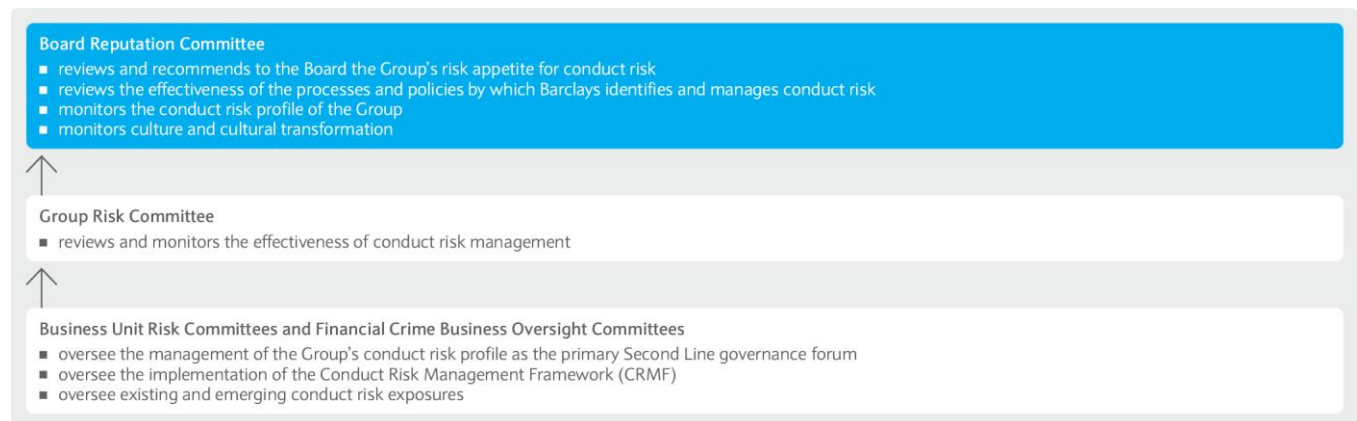 Board Reputation Committee
■ reviews and recommends to the Board the Group's risk appetite for conduct risk
■ reviews the effectiveness of the processes and policies by which Barclays identifies and manages conduct risk
■ monitors the conduct risk profile of the Group
■ monitors culture and cultural transformation
Group Risk Committee
■ reviews and monitors the effectiveness of conduct risk management
Business Unit Risk Committees and Financial Crime Business Oversight Committees
■ oversee the management of the Group's conduct risk profile as the primary Second Line governance forum
■ oversee the implementation of the Conduct Risk Management Framework (CRMF)
■ oversee existing and emerging conduct risk exposures